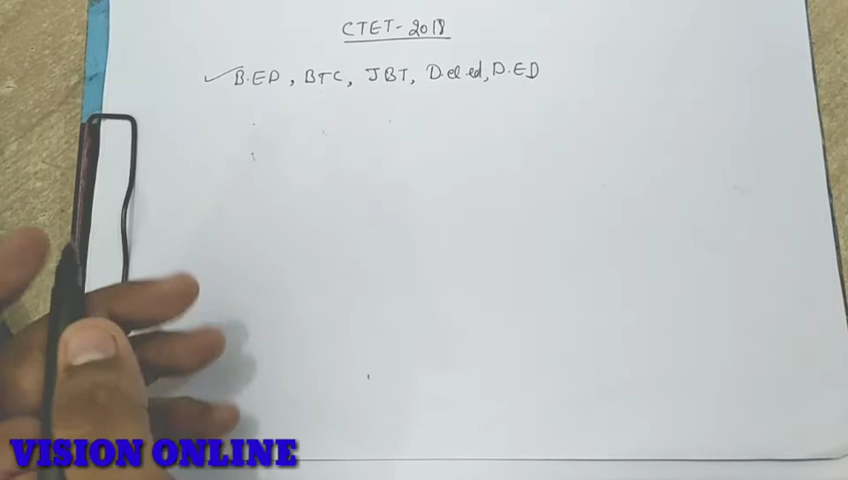 CTET-2018
B.ED, BTC, JBT, D.el.ed, D.ED
VISION ONLINE